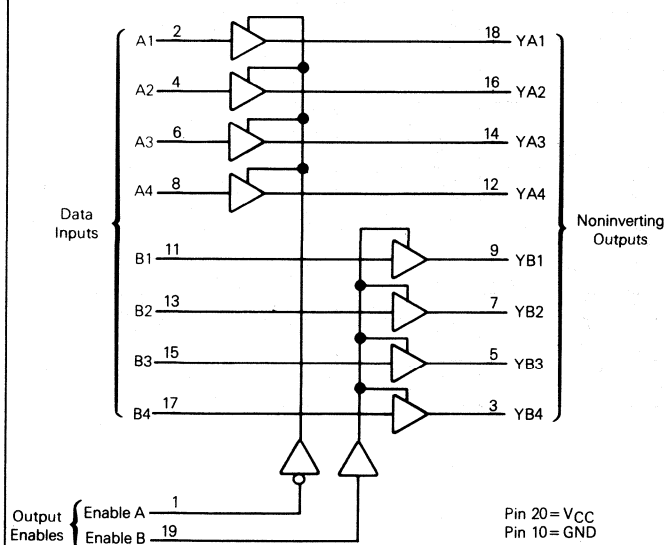 A1 2 18 YA1
A2 4 16 YA2
A3 6 14 YA3
A4 8 12 YA4
Data
Inputs
Noninverting
Outputs
B1 11 9 YB1
B2 13 7 YB2
B3 15 5 YB3
B4 17 3 YB4
Output
Enables
Enable A 1
Enable B 19
Pin 20 = VCC
Pin 10 = GND